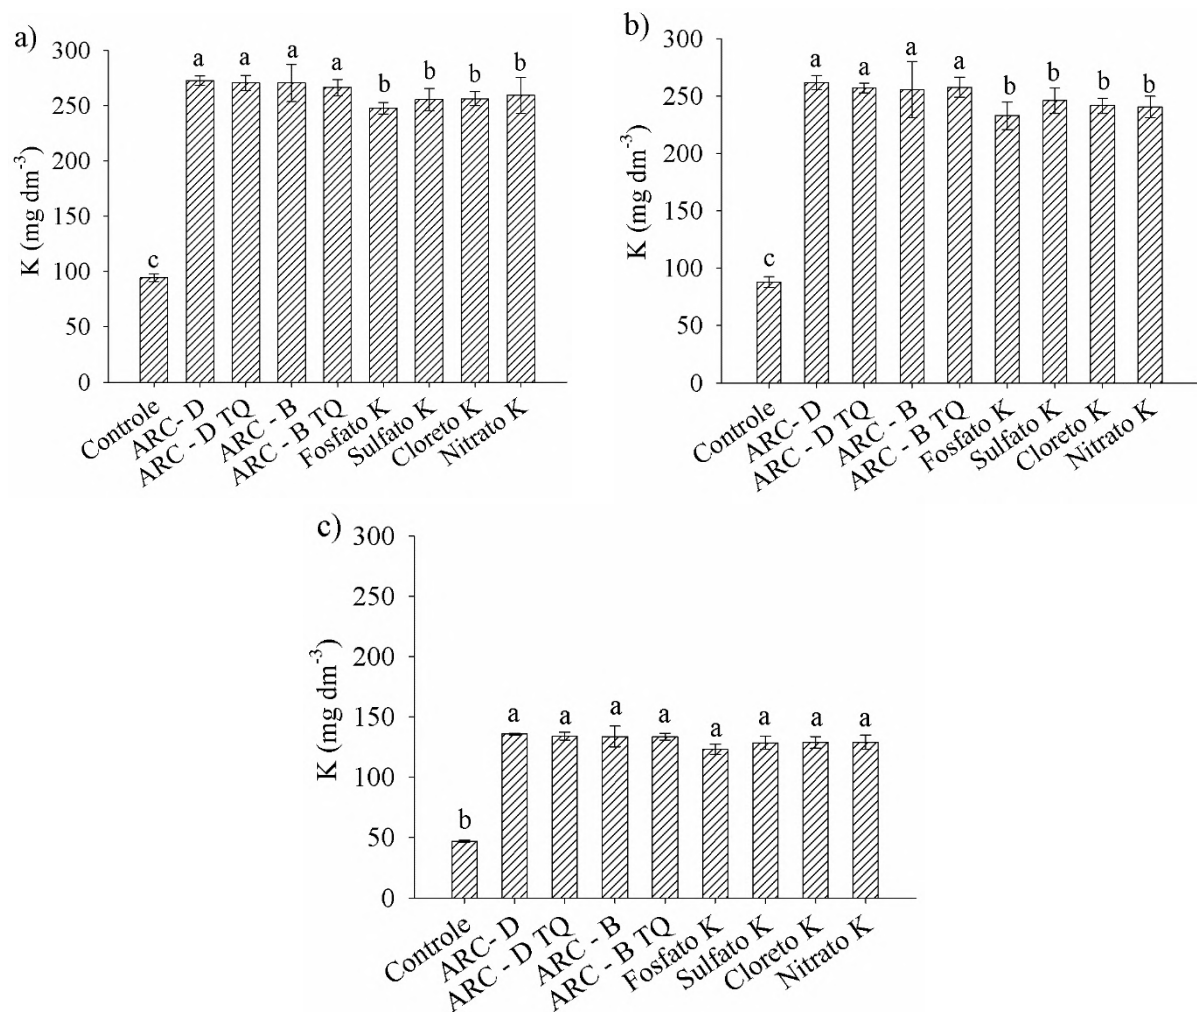 a)
K (mg dm-3)
300
250
200
150
100
50
0
c a a a a b b b b
Controle
ARC- D
ARC - D TQ
ARC - B
ARC - B TQ
Fosfato K
Sulfato K
Cloreto K
Nitrato K
b)
K (mg dm-3)
300
250
200
150
100
50
0
c a a a a b b b b
Controle
ARC- D
ARC - D TQ
ARC - B
ARC - B TQ
Fosfato K
Sulfato K
Cloreto K
Nitrato K
c)
K (mg dm-3)
300
250
200
150
100
50
0
b a a a a a a a a
Controle
ARC- D
ARC - D TQ
ARC - B
ARC - B TQ
Fosfato K
Sulfato K
Cloreto K
Nitrato K